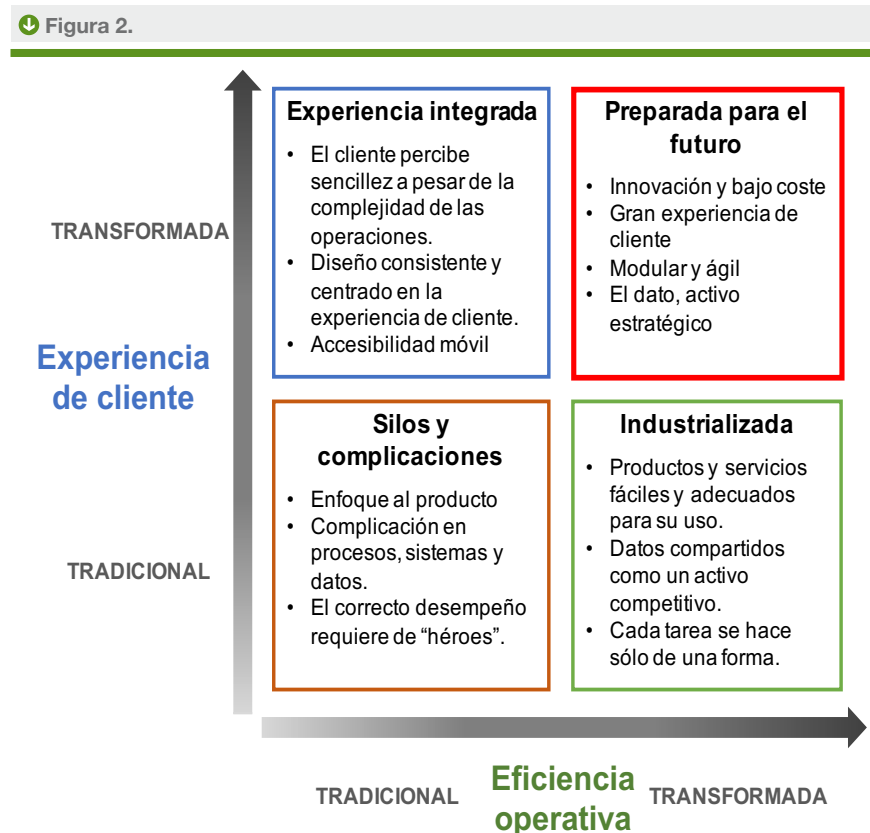 Figura 2.
Experiencia integrada
• El cliente percibe
sencillez a pesar de la
complejidad de las
operaciones.
• Diseño consistente y
centrado en la
experiencia de cliente.
• Accesibilidad móvil
Preparada para el
futuro
• Innovación y bajo coste
• Gran experiencia de
cliente
• Modular y ágil
• El dato, activo
estratégico
TRANSFORMADA
Experiencia
de cliente
TRADICIONAL
Silos y
complicaciones
• Enfoque al producto
• Complicación en
procesos, sistemas y
datos.
• El correcto desempeño
requiere de “héroes”.
Industrializada
• Productos y servicios
fáciles y adecuados
para su uso.
• Datos compartidos
como un activo
competitivo.
• Cada tarea se hace
sólo de una forma.
TRADICIONAL
Eficiencia
operativa
TRANSFORMADA